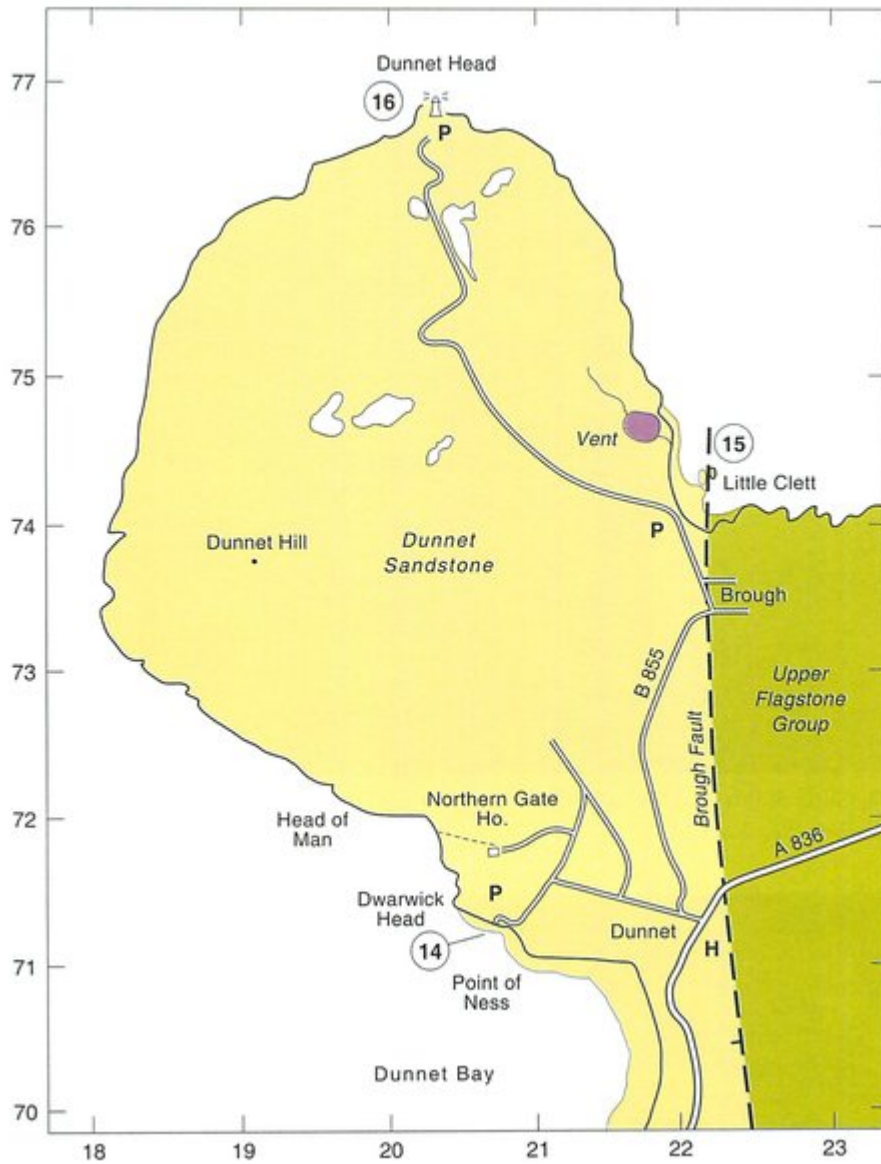 77
Dunnet Head
16
P
76
75
Vent
15
Little Clett
74
P
Dunnet Hill
Dunnet
Sandstone
Brough
73
B 855
Upper
Flagstone
Group
Brough Fault
72
Northern Gate
Ho.
Head of
Man
A 836
P
Dwarwick
Head
Dunnet
H
71
14
Point of
Ness
Dunnet Bay
70
18
19
20
21
22
23